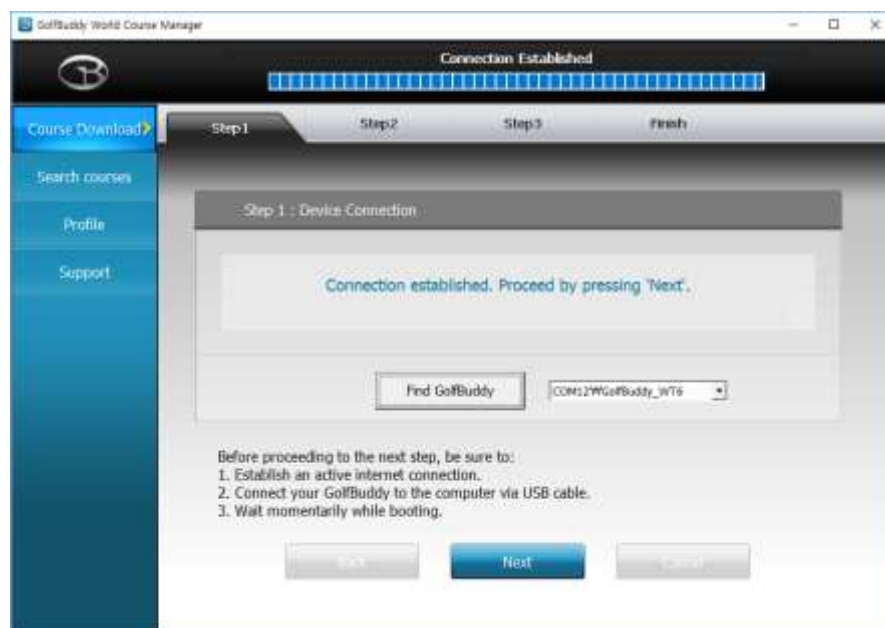 GolfBuddy World Course Manager
Connection Established
Course Download
Step1
Step2
Step3
Finish
Search courses
Profile
Support
Step 1 : Device Connection
Connection established. Proceed by pressing 'Next'.
Find GolfBuddy
COM12₩GolfBuddy_WT6
Before proceeding to the next step, be sure to:
1. Establish an active internet connection.
2. Connect your GolfBuddy to the computer via USB cable.
3. Wait momentarily while booting.
Back
Next
Cancel